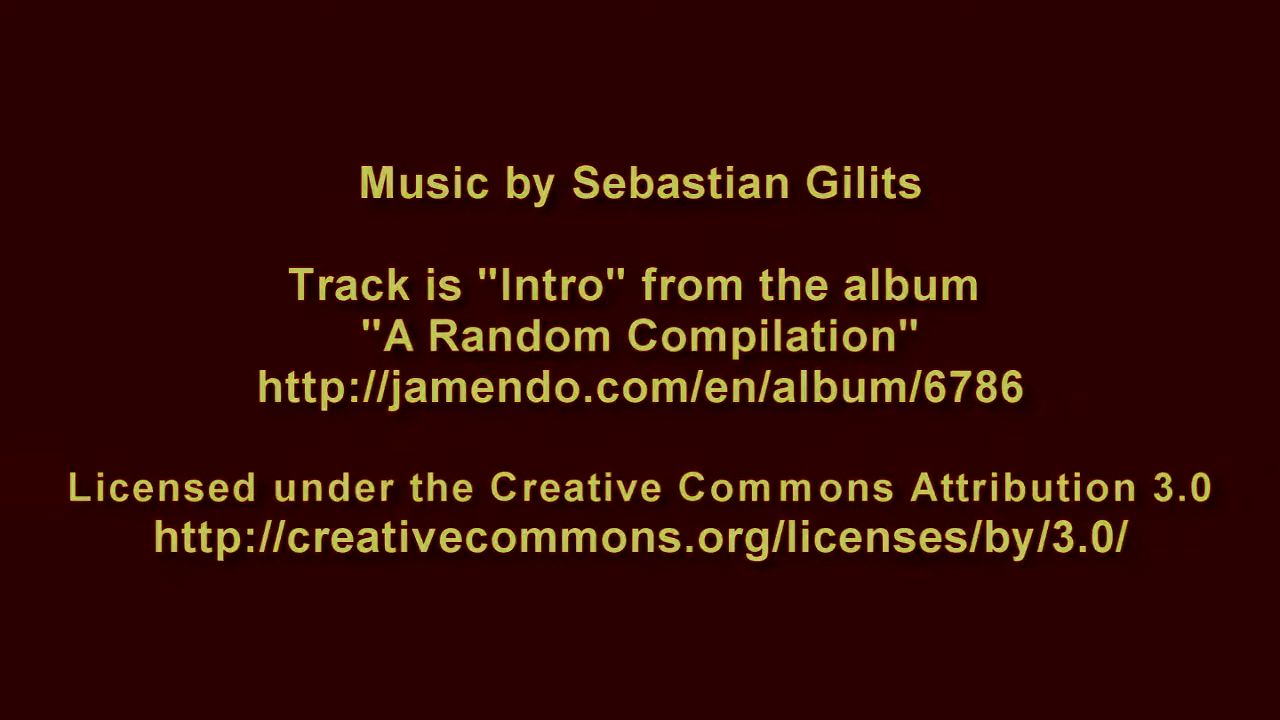 Music by Sebastian Gilits
Track is "Intro" from the album
"A Random Compilation"
http://jamendo.com/en/album/6786
Licensed under the Creative Commons Attribution 3.0
http://creativecommons.org/licenses/by/3.0/